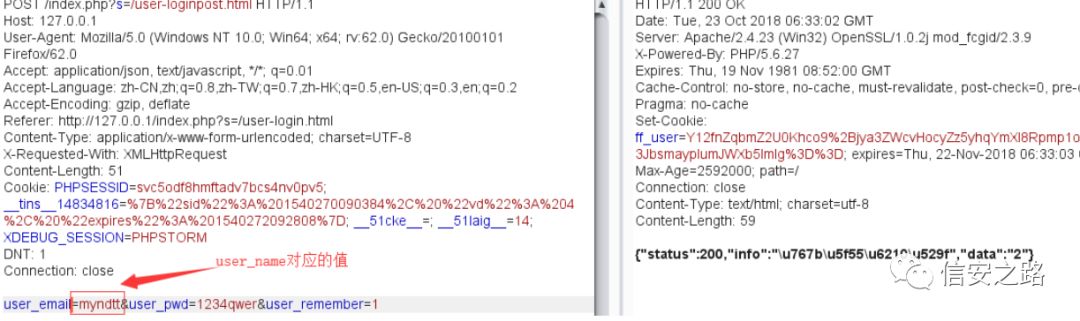 POST /index.php?s=/user-loginpost.html HTTP/1.1
Host: 127.0.0.1
User-Agent: Mozilla/5.0 (Windows NT 10.0; Win64; x64; rv:62.0) Gecko/20100101
Firefox/62.0
Accept: application/json, text/javascript, */*; q=0.01
Accept-Language: zh-CN,zh;q=0.8,zh-TW;q=0.7,zh-HK;q=0.5,en-US;q=0.3,en;q=0.2
Accept-Encoding: gzip, deflate
Referer: http://127.0.0.1/index.php?s=/user-login.html
Content-Type: application/x-www-form-urlencoded; charset=UTF-8
X-Requested-With: XMLHttpRequest
Content-Length: 51
Cookie: PHPSESSID=svc5odf8hmftadv7bcs4nv0pv5;
__tins__14834816=%7B%22sid%22%3A%201540270090384%2C%20%22vd%22%3A%204
%2C%20%22expires%22%3A%201540272092808%7D; __51cke__=; __51laig__=14;
XDEBUG_SESSION=PHPSTORM
DNT: 1
Connection: close
user_name对应的值
user_email=myndtt&user_pwd=1234qwer&user_remember=1
HTTP/1.1 200 OK
Date: Tue, 23 Oct 2018 06:33:02 GMT
Server: Apache/2.4.23 (Win32) OpenSSL/1.0.2j mod_fcgid/2.3.9
X-Powered-By: PHP/5.6.27
Expires: Thu, 19 Nov 1981 08:52:00 GMT
Cache-Control: no-store, no-cache, must-revalidate, post-check=0, pre-c
Pragma: no-cache
Set-Cookie:
ff_user=Y12fnZqbmZ2U0Khco9%2Bjya3ZWcvHocyZz5yhqYmXl8Rpmp1o
3JbsmayplumJWXb5lmlg%3D%3D; expires=Thu, 22-Nov-2018 06:33:03 G
Max-Age=2592000; path=/
Connection: close
Content-Type: text/html; charset=utf-8
Content-Length: 59
{"status":200,"info":"\u767b\u5f55\u6210\u529f","data":"2"}
信安之路